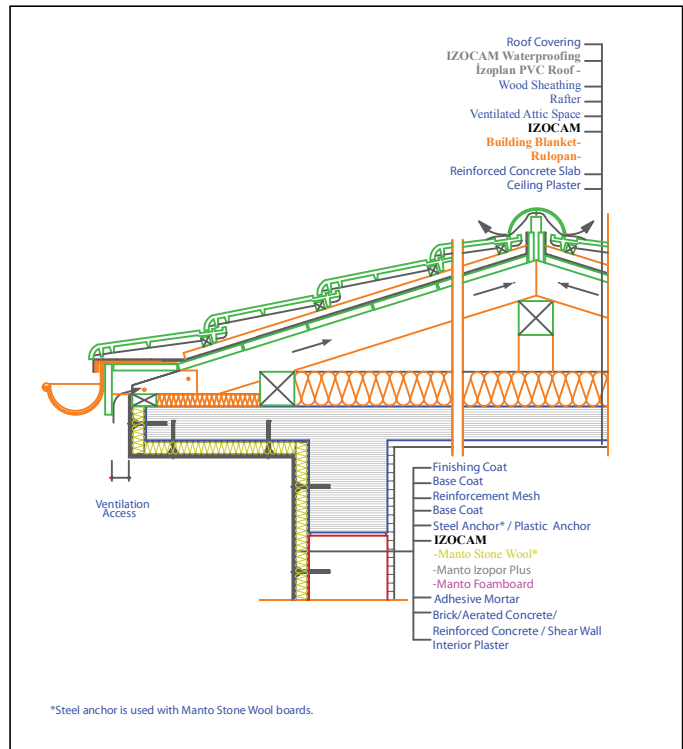 Roof Covering
IZOCAM Waterproofing
İzoplan PVC Roof -
Wood Sheathing
Rafter
Ventilated Attic Space
IZOCAM
Building Blanket-
Rulopan-
Reinforced Concrete Slab
Ceiling Plaster
Ventilation
Access
Finishing Coat
Base Coat
Reinforcement Mesh
Base Coat
Steel Anchor* / Plastic Anchor
IZOCAM
-Manto Stone Wool*
-Manto Izopor Plus
-Manto Foamboard
Adhesive Mortar
Brick/Aerated Concrete/
Reinforced Concrete / Shear Wall
Interior Plaster
*Steel anchor is used with Manto Stone Wool boards.